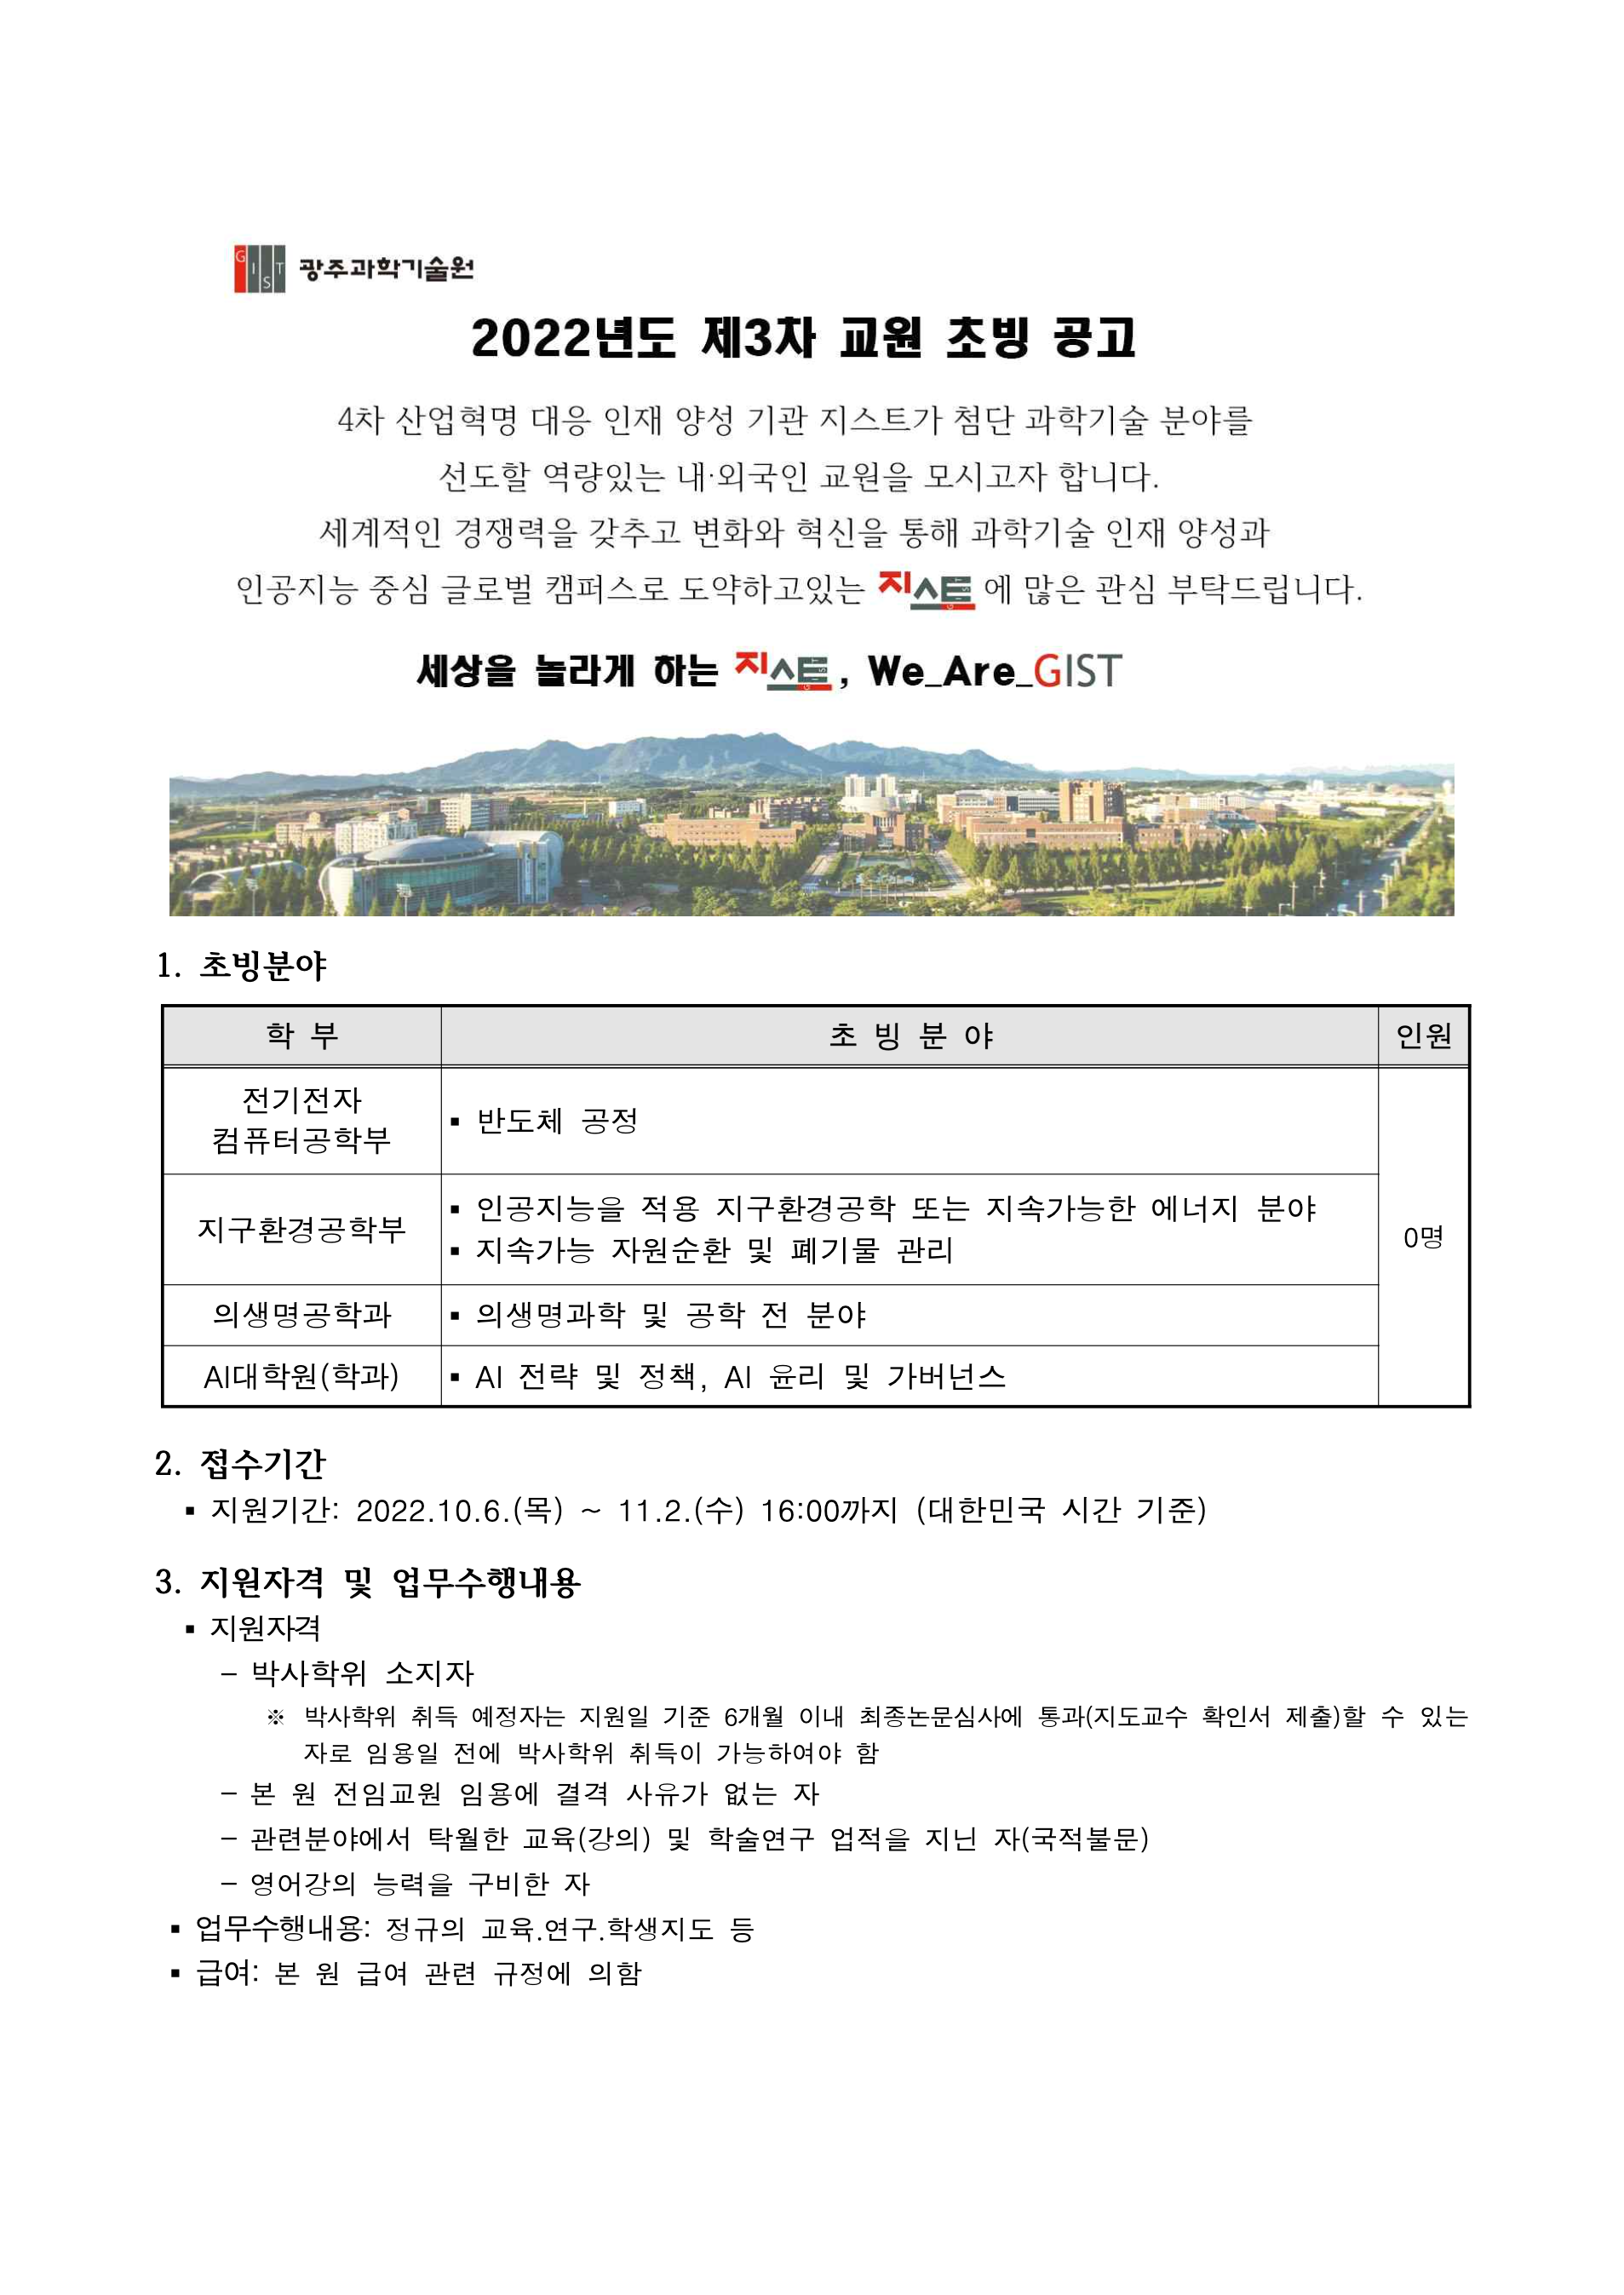 GIST 광주과학기술원
2022년도 제3차 교원 초빙 공고
4차 산업혁명 대응 인재 양성 기관 지스트가 첨단 과학기술 분야를
선도할 역량있는 내·외국인 교원을 모시고자 합니다.
세계적인 경쟁력을 갖추고 변화와 혁신을 통해 과학기술 인재 양성과
인공지능 중심 글로벌 캠퍼스로 도약하고있는 지스트 에 많은 관심 부탁드립니다.
세상을 놀라게 하는 지스트, We_Are_GIST
1. 초빙분야
학 부 초 빙 분 야 인원
전기전자
컴퓨터공학부
▪ 반도체 공정
지구환경공학부
▪ 인공지능을 적용 지구환경공학 또는 지속가능한 에너지 분야
▪ 지속가능 자원순환 및 폐기물 관리
0명
의생명공학과 ▪ 의생명과학 및 공학 전 분야
AI대학원(학과) ▪ AI 전략 및 정책, AI 윤리 및 가버넌스
2. 접수기간
▪ 지원기간: 2022.10.6.(목) ~ 11.2.(수) 16:00까지 (대한민국 시간 기준)
3. 지원자격 및 업무수행내용
▪ 지원자격
– 박사학위 소지자
※ 박사학위 취득 예정자는 지원일 기준 6개월 이내 최종논문심사에 통과(지도교수 확인서 제출)할 수 있는
자로 임용일 전에 박사학위 취득이 가능하여야 함
– 본 원 전임교원 임용에 결격 사유가 없는 자
– 관련분야에서 탁월한 교육(강의) 및 학술연구 업적을 지닌 자(국적불문)
– 영어강의 능력을 구비한 자
▪ 업무수행내용: 정규의 교육.연구.학생지도 등
▪ 급여: 본 원 급여 관련 규정에 의함